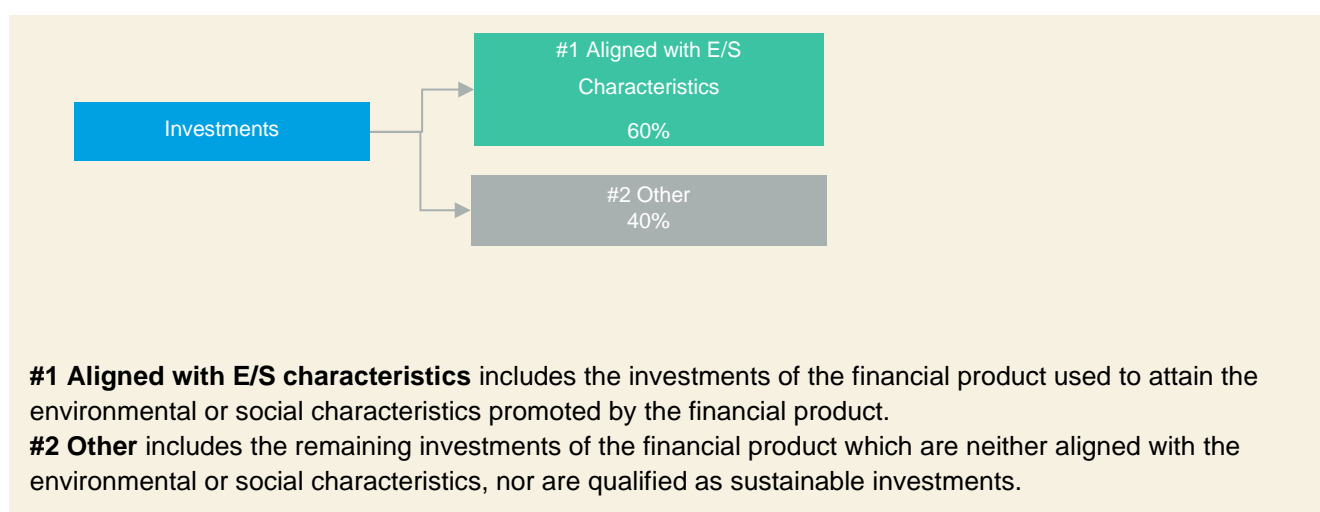 #1 Aligned with E/S
Characteristics
60%
Investments
#2 Other
40%
#1 Aligned with E/S characteristics includes the investments of the financial product used to attain the
environmental or social characteristics promoted by the financial product.
#2 Other includes the remaining investments of the financial product which are neither aligned with the
environmental or social characteristics, nor are qualified as sustainable investments.